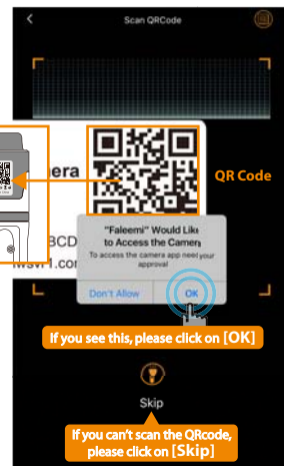 Scan QRCode
era
QR Code
BCD
"Faleemi" Would Like
to Access the Camera
To access the camera app need your
approval
Don't Allow
OK
If you see this, please click on [OK]
Skip
If you can't scan the QRcode,
please click on [Skip]